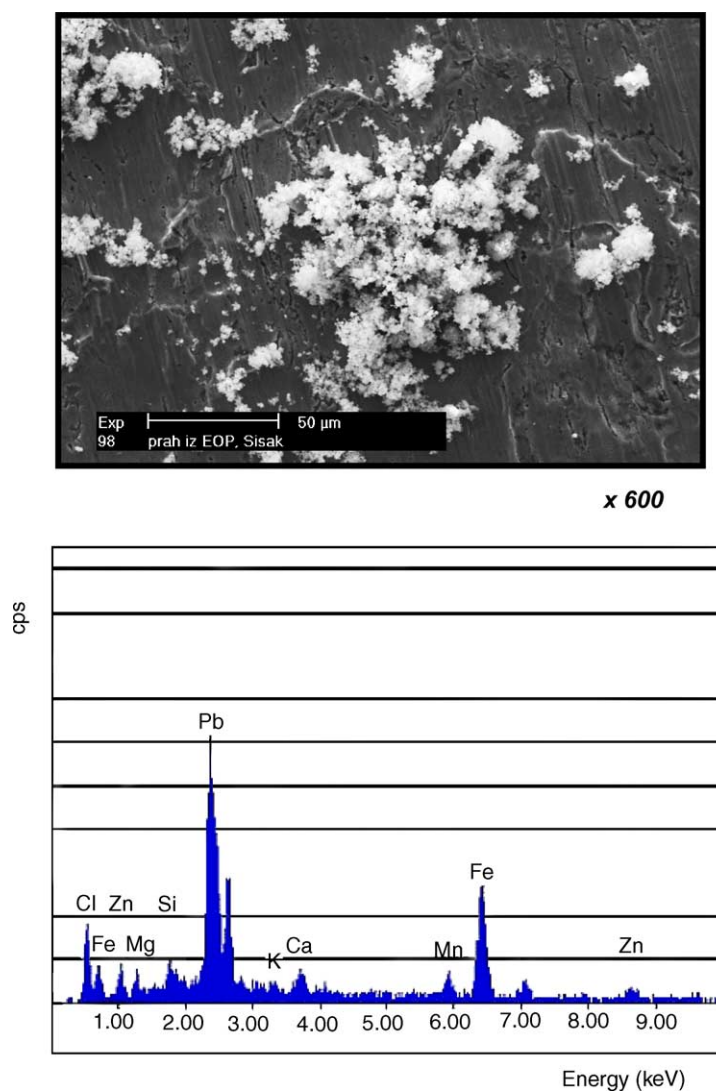 Exp 50 µm
98 prah iz EOP, Sisak
x 600
cps
Pb
Fe
Cl Zn Si
Fe Mg K Ca Mn Zn
1.00 2.00 3.00 4.00 5.00 6.00 7.00 8.00 9.00
Energy (keV)